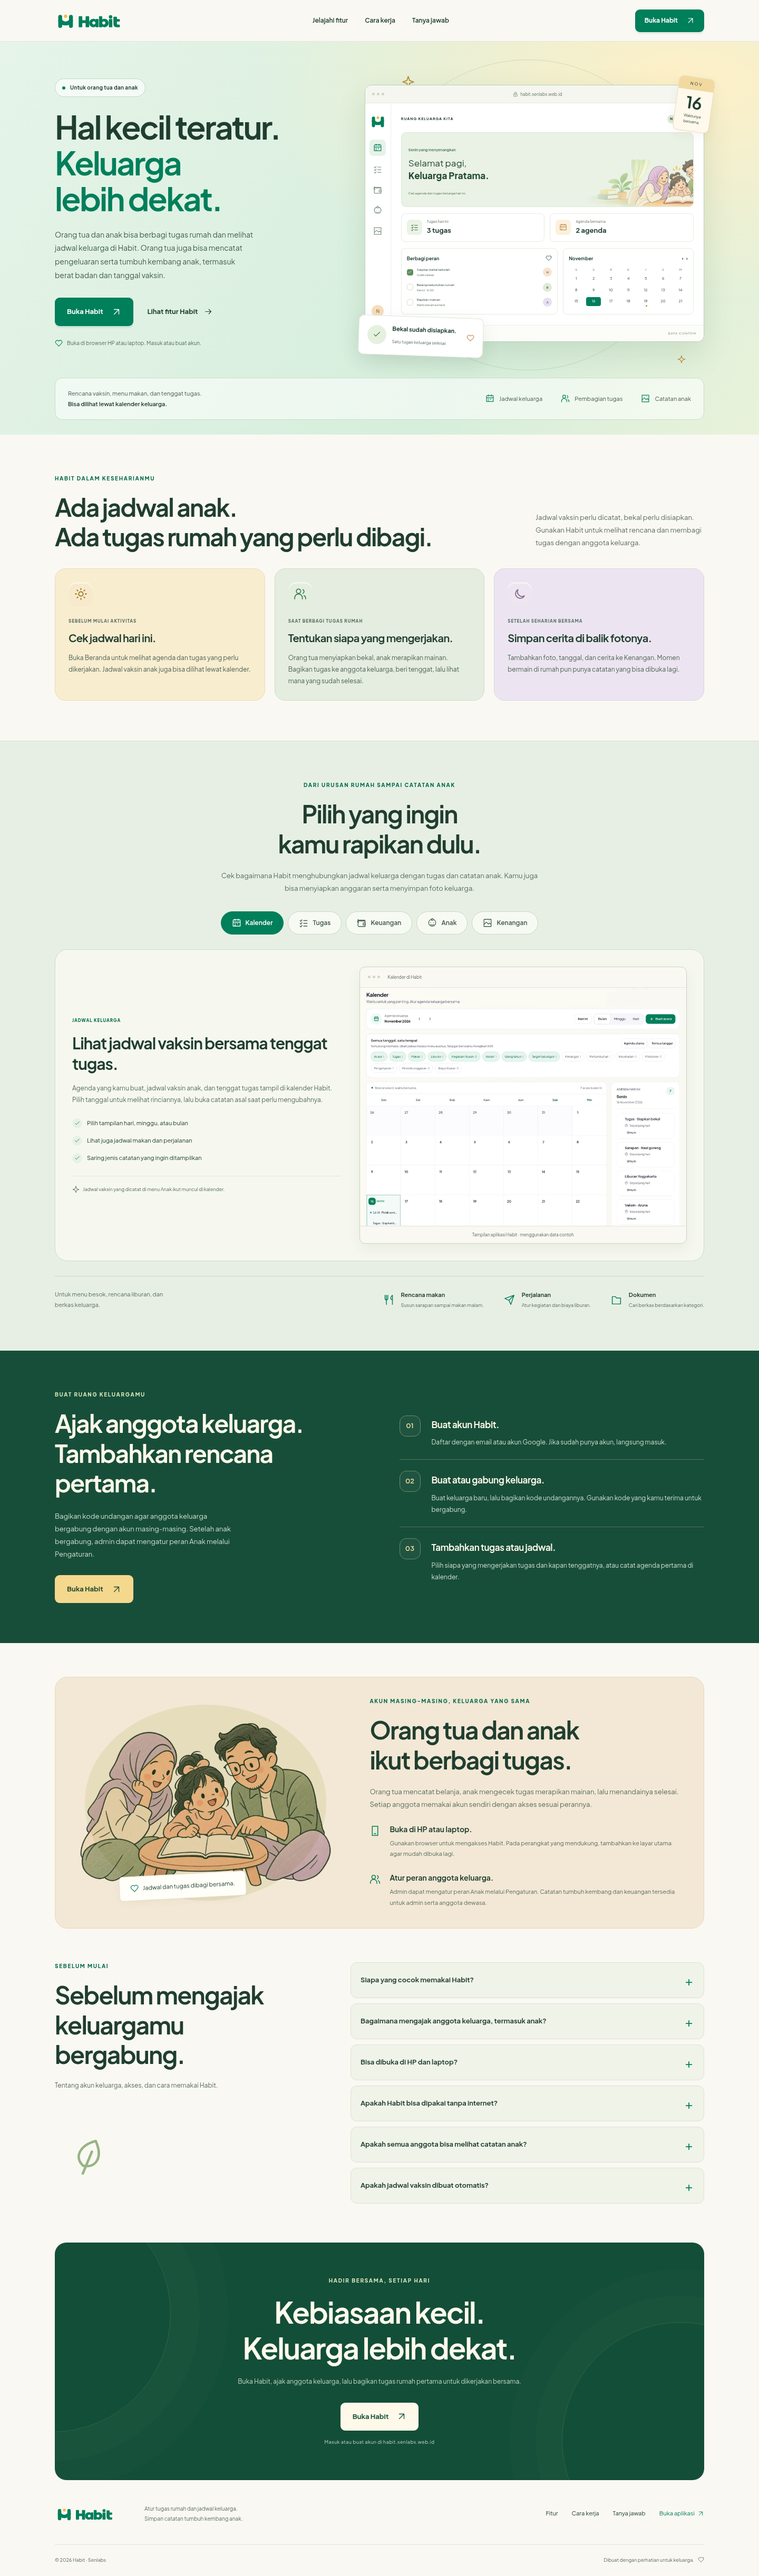 Habit
Jelajahi fitur
Cara kerja
Tanya jawab
Buka Habit
Untuk orang tua dan anak
Hal kecil teratur.
Keluarga
lebih dekat.
Orang tua dan anak bisa berbagi tugas rumah dan melihat
jadwal keluarga di Habit. Orang tua juga bisa mencatat
pengeluaran serta tumbuh kembang anak, termasuk
berat badan dan tanggal vaksin.
Buka Habit
Lihat fitur Habit
Buka di browser HP atau laptop. Masuk atau buat akun.
habit.senlabs.web.id
NOV
16
RUANG KELUARGA KITA
Selamat pagi,
Keluarga Pratama.
3 tugas
Agenda bersama
2 agenda
Berbagi peran
November
Bekal sudah disiapkan.
Satu tugas keluarga selesai.
Rencana vaksin, menu makan, dan tenggat tugas.
Bisa dilihat lewat kalender keluarga.
Jadwal keluarga
Pembagian tugas
Catatan anak
HABIT DALAM KESEHARIANMU
Ada jadwal anak.
Ada tugas rumah yang perlu dibagi.
Jadwal vaksin perlu dicatat, bekal perlu disiapkan.
Gunakan Habit untuk melihat rencana dan membagi
tugas dengan anggota keluarga.
SEBELUM MULAI AKTIVITAS
Cek jadwal hari ini.
Buka Beranda untuk melihat agenda dan tugas yang perlu
dikerjakan. Jadwal vaksin anak juga bisa dilihat lewat kalender.
SAAT BERBAGI TUGAS RUMAH
Tentukan siapa yang mengerjakan.
Orang tua menyiapkan bekal, anak merapikan mainan.
Bagikan tugas ke anggota keluarga, beri tenggat, lalu lihat
mana yang sudah selesai.
SETELAH SEHARIAN BERSAMA
Simpan cerita di balik fotonya.
Tambahkan foto, tanggal, dan cerita ke Kenangan. Momen
bermain di rumah pun punya cerita yang bisa dibuka lagi.
DARI URUSAN RUMAH SAMPAI CATATAN ANAK
Pilih yang ingin
kamu rapikan dulu.
Cek bagaimana Habit menghubungkan jadwal keluarga dengan tugas dan catatan anak. Kamu juga
bisa menyiapkan anggaran serta menyimpan foto keluarga.
Kalender
Tugas
Keuangan
Anak
Kenangan
JADWAL KELUARGA
Lihat jadwal vaksin bersama tenggat
tugas.
Agenda yang kamu buat, jadwal vaksin anak, dan tenggat tugas tampil di kalender Habit.
Pilih tanggal untuk melihat rinciannya, lalu buka catatan asal saat perlu mengubahnya.
Pilih tampilan hari, minggu, atau bulan
Lihat juga jadwal makan dan perjalanan
Saring jenis catatan yang ingin ditampilkan
Jadwal vaksin yang dicatat di menu Anak ikut muncul di kalender.
Kalender di Habit
Kalender
November 2026
Tampilan aplikasi Habit · menggunakan data contoh
Untuk menu besok, rencana liburan, dan
berkas keluarga.
Rencana makan
Susun sarapan sampai makan malam.
Perjalanan
Atur kegiatan dan biaya liburan.
Dokumen
Cari berkas berdasarkan kategori.
BUAT RUANG KELUARGAMU
Ajak anggota keluarga.
Tambahkan rencana
pertama.
Bagikan kode undangan agar anggota keluarga
bergabung dengan akun masing-masing. Setelah anak
bergabung, admin dapat mengatur peran Anak melalui
Pengaturan.
Buka Habit
01
Buat akun Habit.
Daftar dengan email atau akun Google. Jika sudah punya akun, langsung masuk.
02
Buat atau gabung keluarga.
Buat keluarga baru, lalu bagikan kode undangannya. Gunakan kode yang kamu terima untuk
bergabung.
03
Tambahkan tugas atau jadwal.
Pilih siapa yang mengerjakan tugas dan kapan tenggatnya, atau catat agenda pertama di
kalender.
Jadwal dan tugas dibagi bersama.
AKUN MASING-MASING, KELUARGA YANG SAMA
Orang tua dan anak
ikut berbagi tugas.
Orang tua mencatat belanja, anak mengecek tugas merapikan mainan, lalu menandainya selesai.
Setiap anggota memakai akun sendiri dengan akses sesuai perannya.
Buka di HP atau laptop.
Gunakan browser untuk mengakses Habit. Pada perangkat yang mendukung, tambahkan ke layar utama
agar mudah dibuka lagi.
Atur peran anggota keluarga.
Admin dapat mengatur peran Anak melalui Pengaturan. Catatan tumbuh kembang dan keuangan tersedia
untuk admin serta anggota dewasa.
SEBELUM MULAI
Sebelum mengajak
keluargamu
bergabung.
Tentang akun keluarga, akses, dan cara memakai Habit.
Siapa yang cocok memakai Habit?
Bagaimana mengajak anggota keluarga, termasuk anak?
Bisa dibuka di HP dan laptop?
Apakah Habit bisa dipakai tanpa internet?
Apakah semua anggota bisa melihat catatan anak?
Apakah jadwal vaksin dibuat otomatis?
HADIR BERSAMA, SETIAP HARI
Kebiasaan kecil.
Keluarga lebih dekat.
Buka Habit, ajak anggota keluarga, lalu bagikan tugas rumah pertama untuk dikerjakan bersama.
Buka Habit
Masuk atau buat akun di habit.senlabs.web.id
Habit
Atur tugas rumah dan jadwal keluarga.
Simpan catatan tumbuh kembang anak.
Fitur
Cara kerja
Tanya jawab
Buka aplikasi
© 2026 Habit · Senlabs
Dibuat dengan perhatian untuk keluarga.